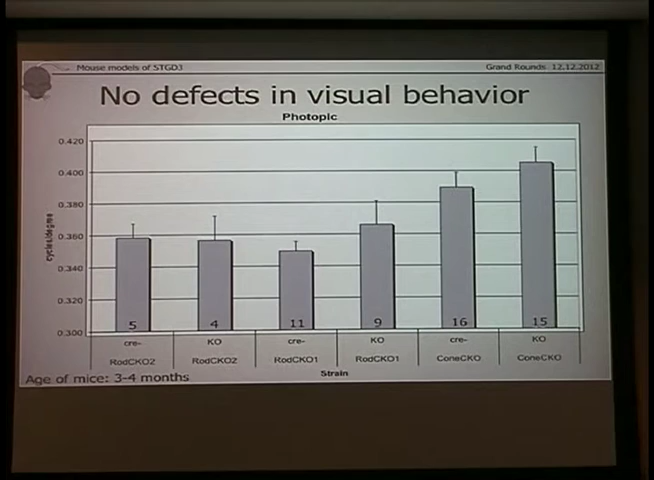 Mouse models of STGD3
Grand Rounds 12.12.2012
No defects in visual behavior
Photopic
0.420
0.400
0.380
0.360
0.340
0.320
0.300
cycles/degree
5 4 11 9 16 15
cre- KO cre- KO cre- KO
RodCKO2 RodCKO2 RodCKO1 RodCKO1 ConeCKO ConeCKO
Strain
Age of mice: 3-4 months